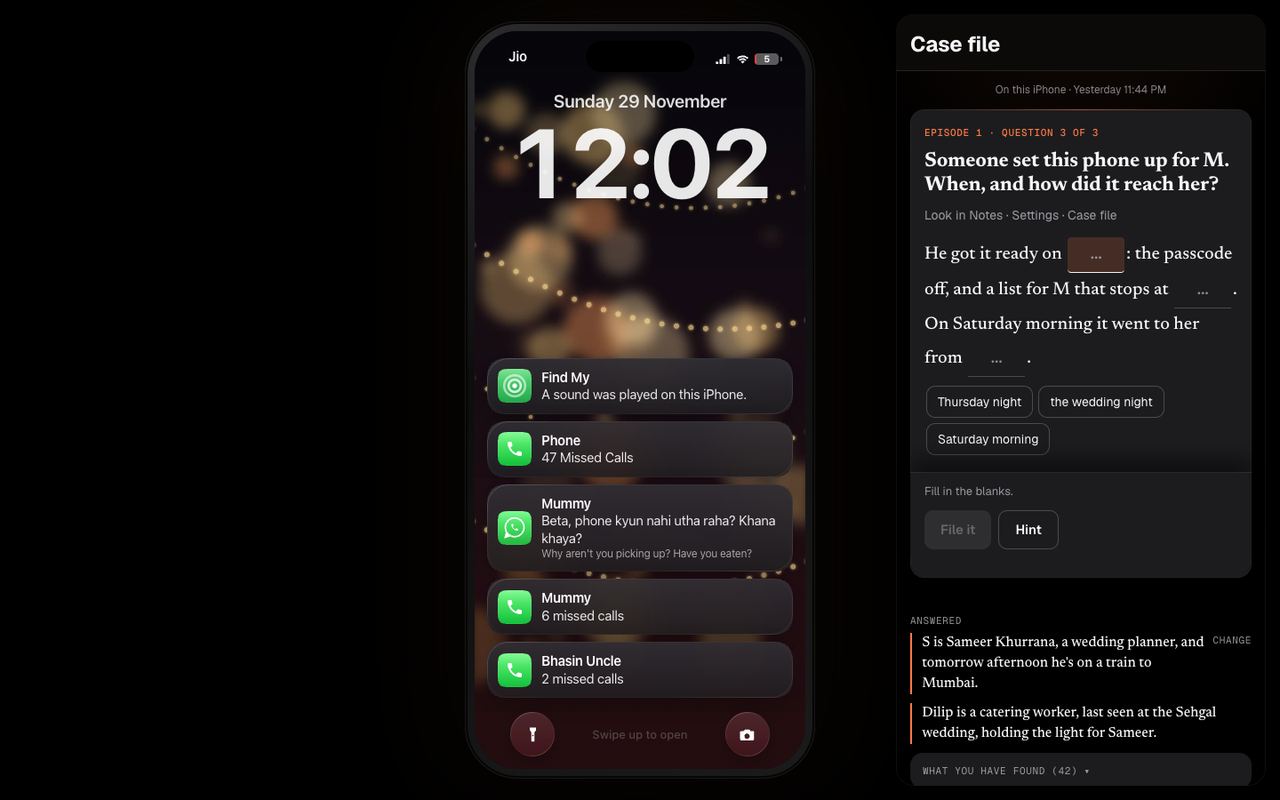 Jio
5
Sunday 29 November
12:02
Find My
A sound was played on this iPhone.
Phone
47 Missed Calls
Mummy
Beta, phone kyun nahi utha raha? Khana
khaya?
Why aren't you picking up? Have you eaten?
Mummy
6 missed calls
Bhasin Uncle
2 missed calls
Swipe up to open
Case file
On this iPhone · Yesterday 11:44 PM
EPISODE 1 · QUESTION 3 OF 3
Someone set this phone up for M.
When, and how did it reach her?
Look in Notes · Settings · Case file
He got it ready on ... : the passcode
off, and a list for M that stops at ... .
On Saturday morning it went to her
from ... .
Thursday night
the wedding night
Saturday morning
Fill in the blanks.
File it
Hint
ANSWERED
S is Sameer Khurrana, a wedding planner, and
CHANGE
tomorrow afternoon he's on a train to
Mumbai.
Dilip is a catering worker, last seen at the Sehgal
wedding, holding the light for Sameer.
WHAT YOU HAVE FOUND (42) ▾